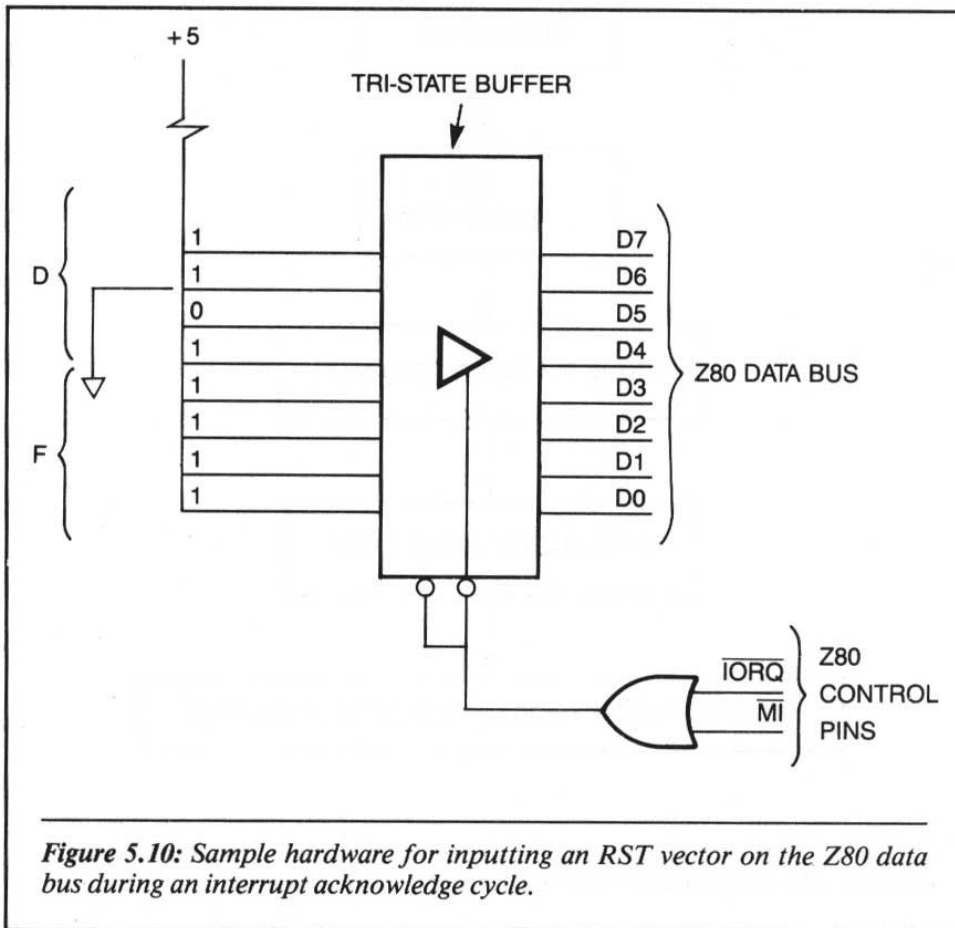 +5
TRI-STATE BUFFER
D
F
1
1
0
1
1
1
1
1
D7
D6
D5
D4
D3
D2
D1
D0
Z80 DATA BUS
IORQ
MI
Z80
CONTROL
PINS
Figure 5.10: Sample hardware for inputting an RST vector on the Z80 data
bus during an interrupt acknowledge cycle.